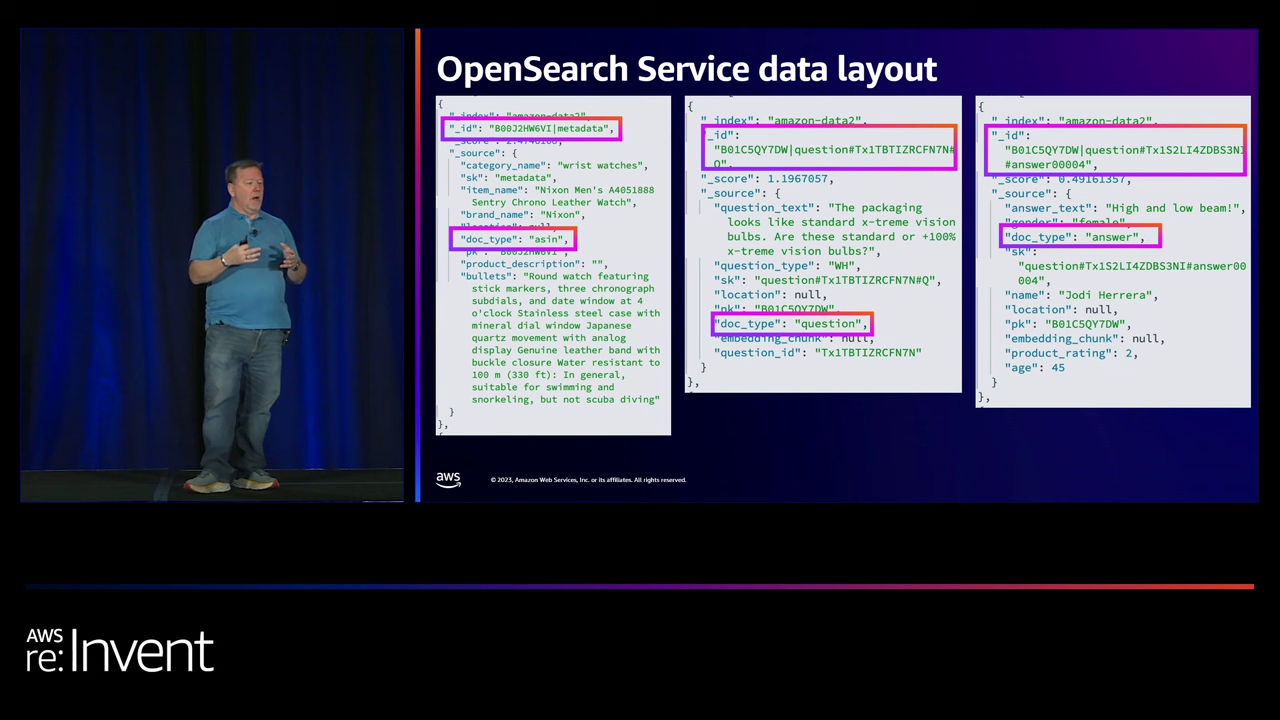 OpenSearch Service data layout
{
"_index": "amazon-data2",
"_id": "B00J2HW6VI|metadata",
"_source": {
"category_name": "wrist watches",
"sk": "metadata",
"item_name": "Nixon Men's A4051888
Sentry Chrono Leather Watch",
"brand_name": "Nixon",
"location": null,
"doc_type": "asin",
"pk": "B00J2HW6VI",
"product_description": "",
"bullets": "Round watch featuring
stick markers, three chronograph
subdials, and date window at 4
o'clock Stainless steel case with
mineral dial window Japanese
quartz movement with analog
display Genuine leather band with
buckle closure Water resistant to
100 m (330 ft): In general,
suitable for swimming and
snorkeling, but not scuba diving"
}
},
{
"_index": "amazon-data2",
"_id":
"B01C5QY7DW|question#Tx1TBTIZRCFN7N#
Q",
"_score": 1.1967057,
"_source": {
"question_text": "The packaging
looks like standard x-treme vision
bulbs. Are these standard or +100%
x-treme vision bulbs?",
"question_type": "WH",
"sk": "question#Tx1TBTIZRCFN7N#Q",
"location": null,
"pk": "B01C5QY7DW",
"doc_type": "question",
"embedding_chunk": null,
"question_id": "Tx1TBTIZRCFN7N"
}
},
{
"_index": "amazon-data2",
"_id":
"B01C5QY7DW|question#Tx1S2LI4ZDBS3NI
#answer00004",
"_score": 0.49161357,
"_source": {
"answer_text": "High and low beam!",
"gender": "female",
"doc_type": "answer",
"sk":
"question#Tx1S2LI4ZDBS3NI#answer00
004",
"name": "Jodi Herrera",
"location": null,
"pk": "B01C5QY7DW",
"embedding_chunk": null,
"product_rating": 2,
"age": 45
}
},
aws
© 2023, Amazon Web Services, Inc. or its affiliates. All rights reserved.
AWS
re:Invent